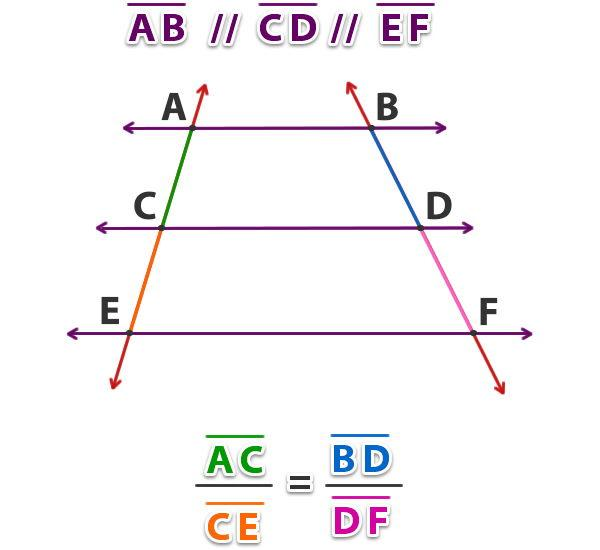 AB // CD // EF
A B
C D
E F
AC = BD
CE DF